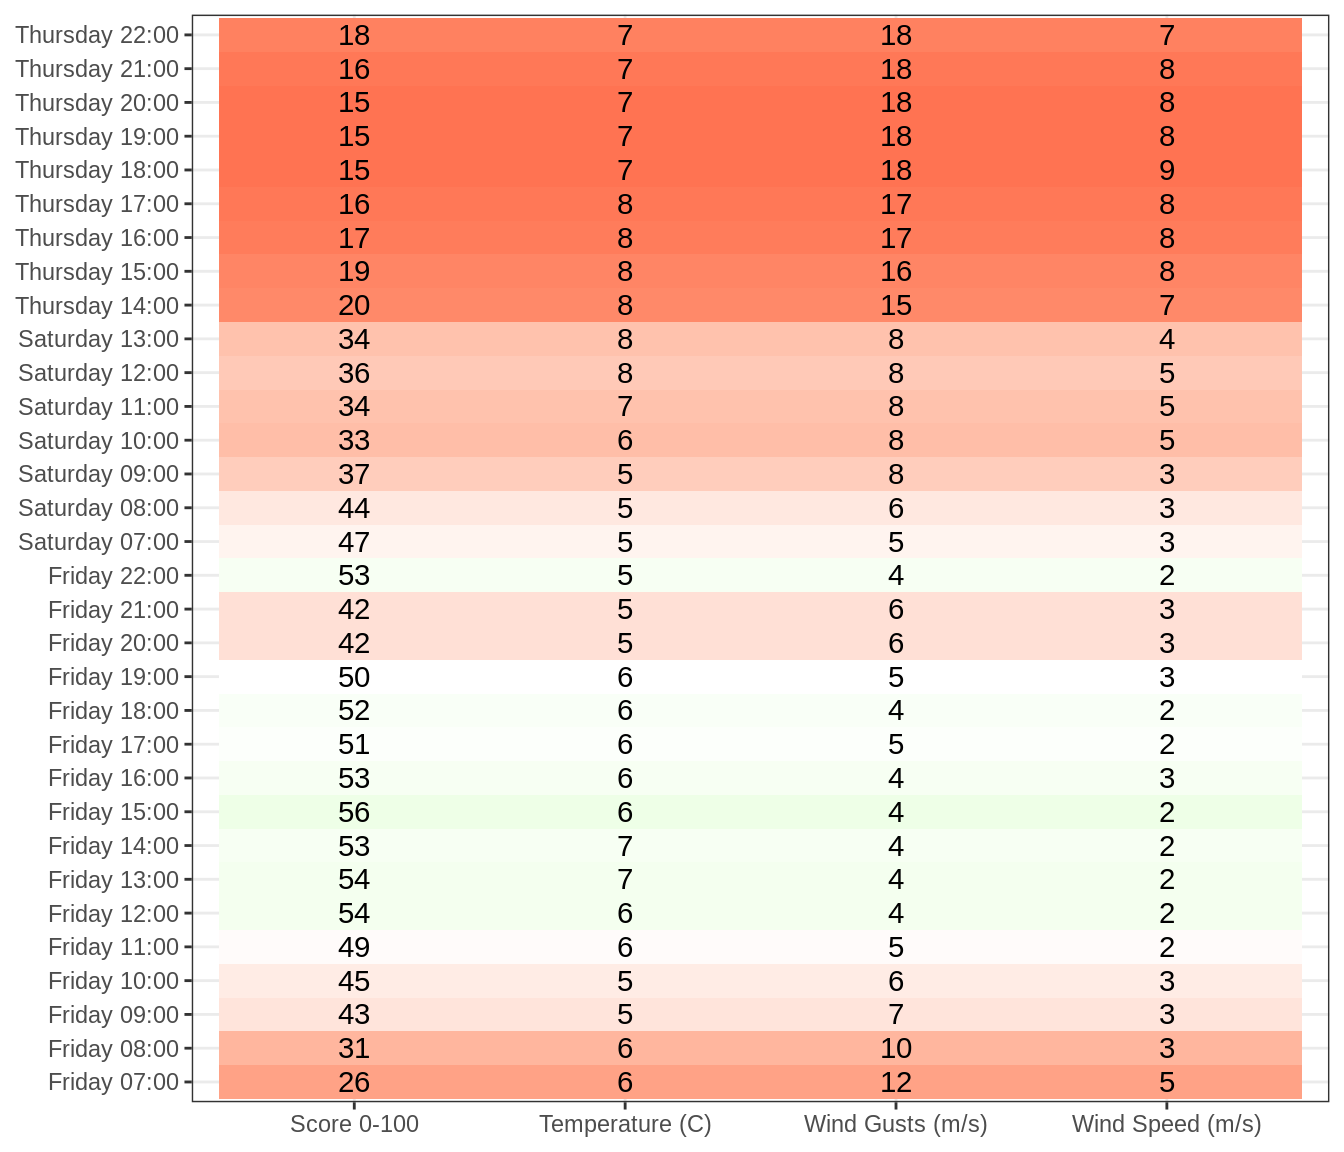 Thursday 22:00 18 7 18 7
Thursday 21:00 16 7 18 8
Thursday 20:00 15 7 18 8
Thursday 19:00 15 7 18 8
Thursday 18:00 15 7 18 9
Thursday 17:00 16 8 17 8
Thursday 16:00 17 8 17 8
Thursday 15:00 19 8 16 8
Thursday 14:00 20 8 15 7
Saturday 13:00 34 8 8 4
Saturday 12:00 36 8 8 5
Saturday 11:00 34 7 8 5
Saturday 10:00 33 6 8 5
Saturday 09:00 37 5 8 3
Saturday 08:00 44 5 6 3
Saturday 07:00 47 5 5 3
Friday 22:00 53 5 4 2
Friday 21:00 42 5 6 3
Friday 20:00 42 5 6 3
Friday 19:00 50 6 5 3
Friday 18:00 52 6 4 2
Friday 17:00 51 6 5 2
Friday 16:00 53 6 4 3
Friday 15:00 56 6 4 2
Friday 14:00 53 7 4 2
Friday 13:00 54 7 4 2
Friday 12:00 54 6 4 2
Friday 11:00 49 6 5 2
Friday 10:00 45 5 6 3
Friday 09:00 43 5 7 3
Friday 08:00 31 6 10 3
Friday 07:00 26 6 12 5
Score 0-100 Temperature (C) Wind Gusts (m/s) Wind Speed (m/s)